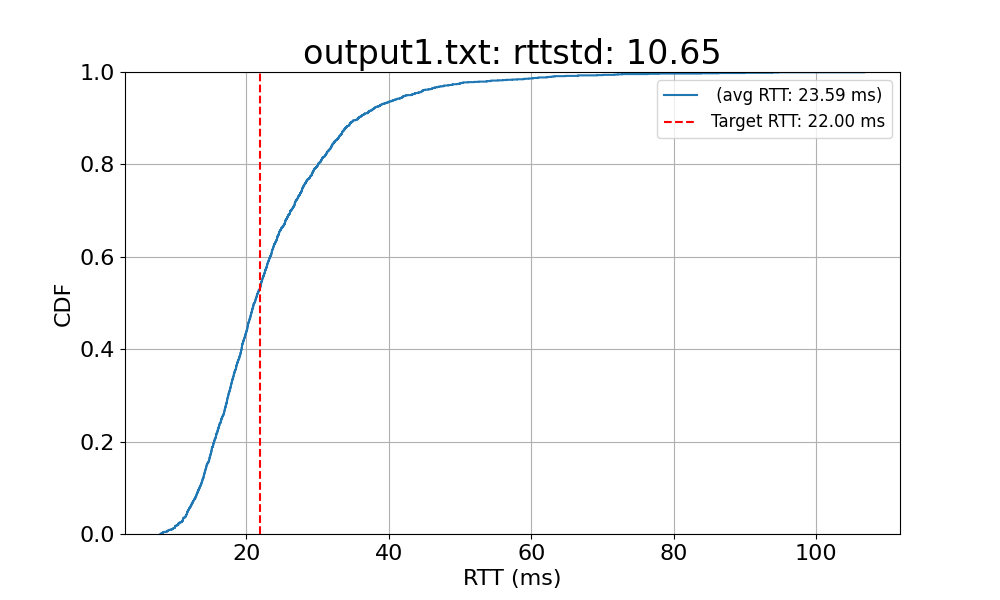 output1.txt: rttstd: 10.65
(avg RTT: 23.59 ms)
Target RTT: 22.00 ms
CDF
1.0
0.8
0.6
0.4
0.2
0.0
20 40 60 80 100
RTT (ms)